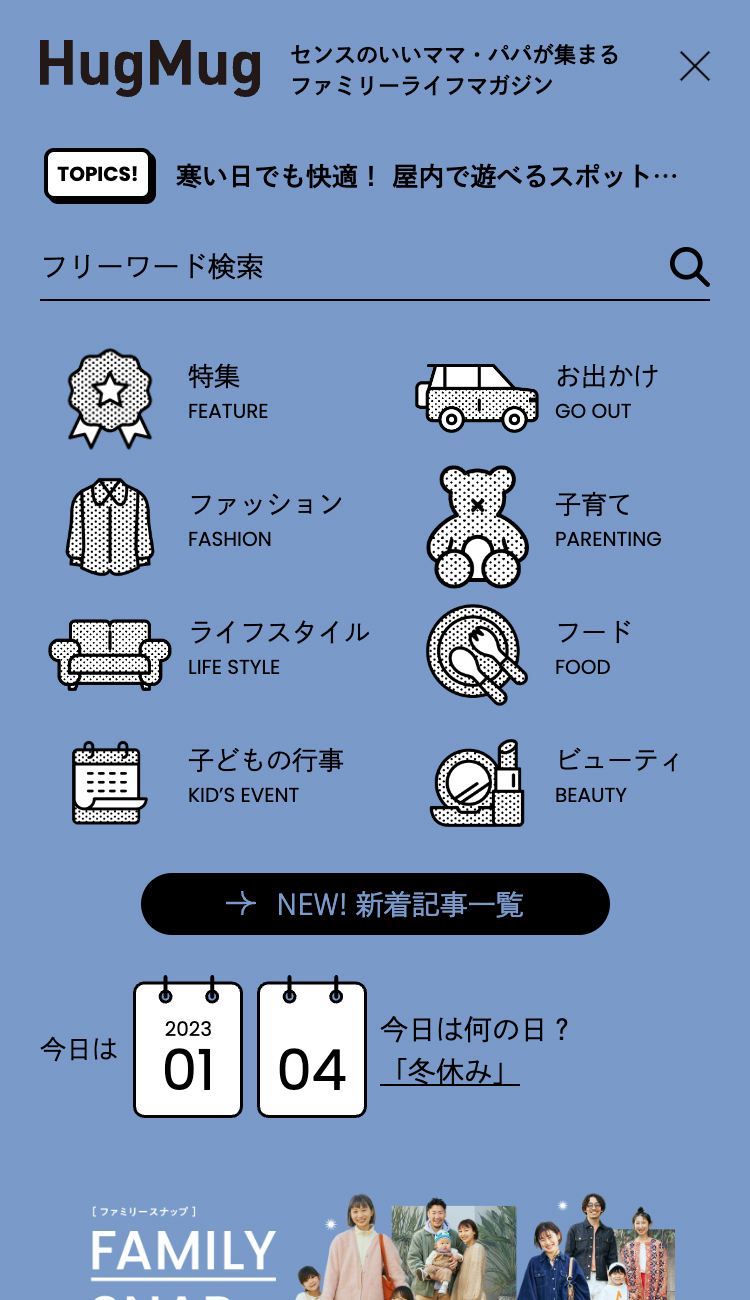 HugMug
センスのいいママ・パパが集まる
ファミリーライフマガジン
TOPICS!
寒い日でも快適！ 屋内で遊べるスポット…
フリーワード検索
特集
FEATURE
お出かけ
GO OUT
ファッション
FASHION
子育て
PARENTING
ライフスタイル
LIFE STYLE
フード
FOOD
子どもの行事
KID’S EVENT
ビューティ
BEAUTY
NEW! 新着記事一覧
今日は
2023
01
04
今日は何の日？
「冬休み」
[ ファミリースナップ ]
FAMILY
SNAP